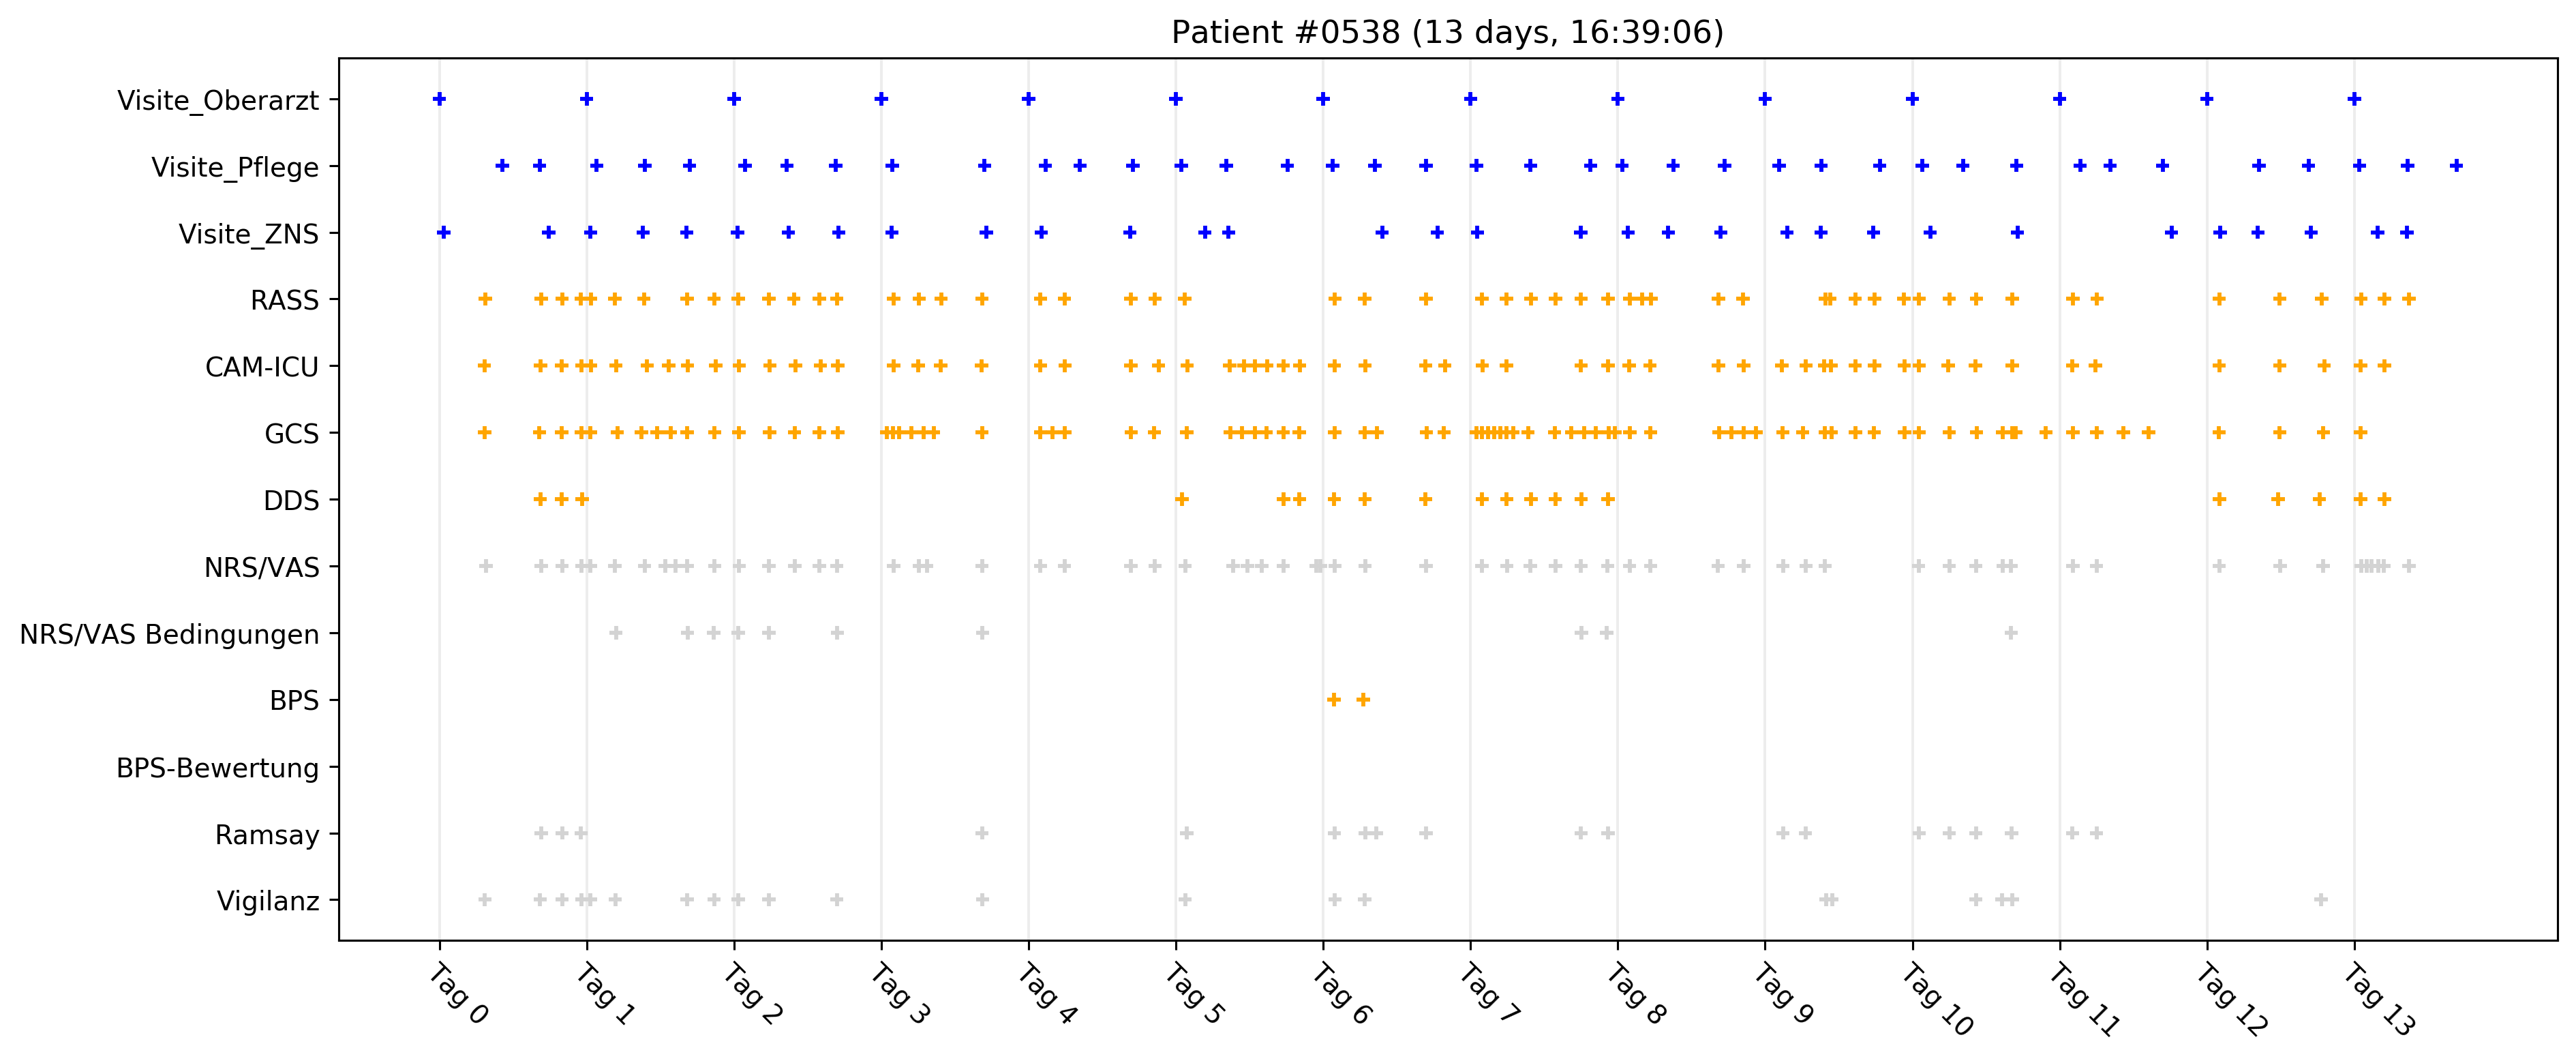 Patient #0538 (13 days, 16:39:06)
Visite_Oberarzt
Visite_Pflege
Visite_ZNS
RASS
CAM-ICU
GCS
DDS
NRS/VAS
NRS/VAS Bedingungen
BPS
BPS-Bewertung
Ramsay
Vigilanz
Tag 0
Tag 1
Tag 2
Tag 3
Tag 4
Tag 5
Tag 6
Tag 7
Tag 8
Tag 9
Tag 10
Tag 11
Tag 12
Tag 13